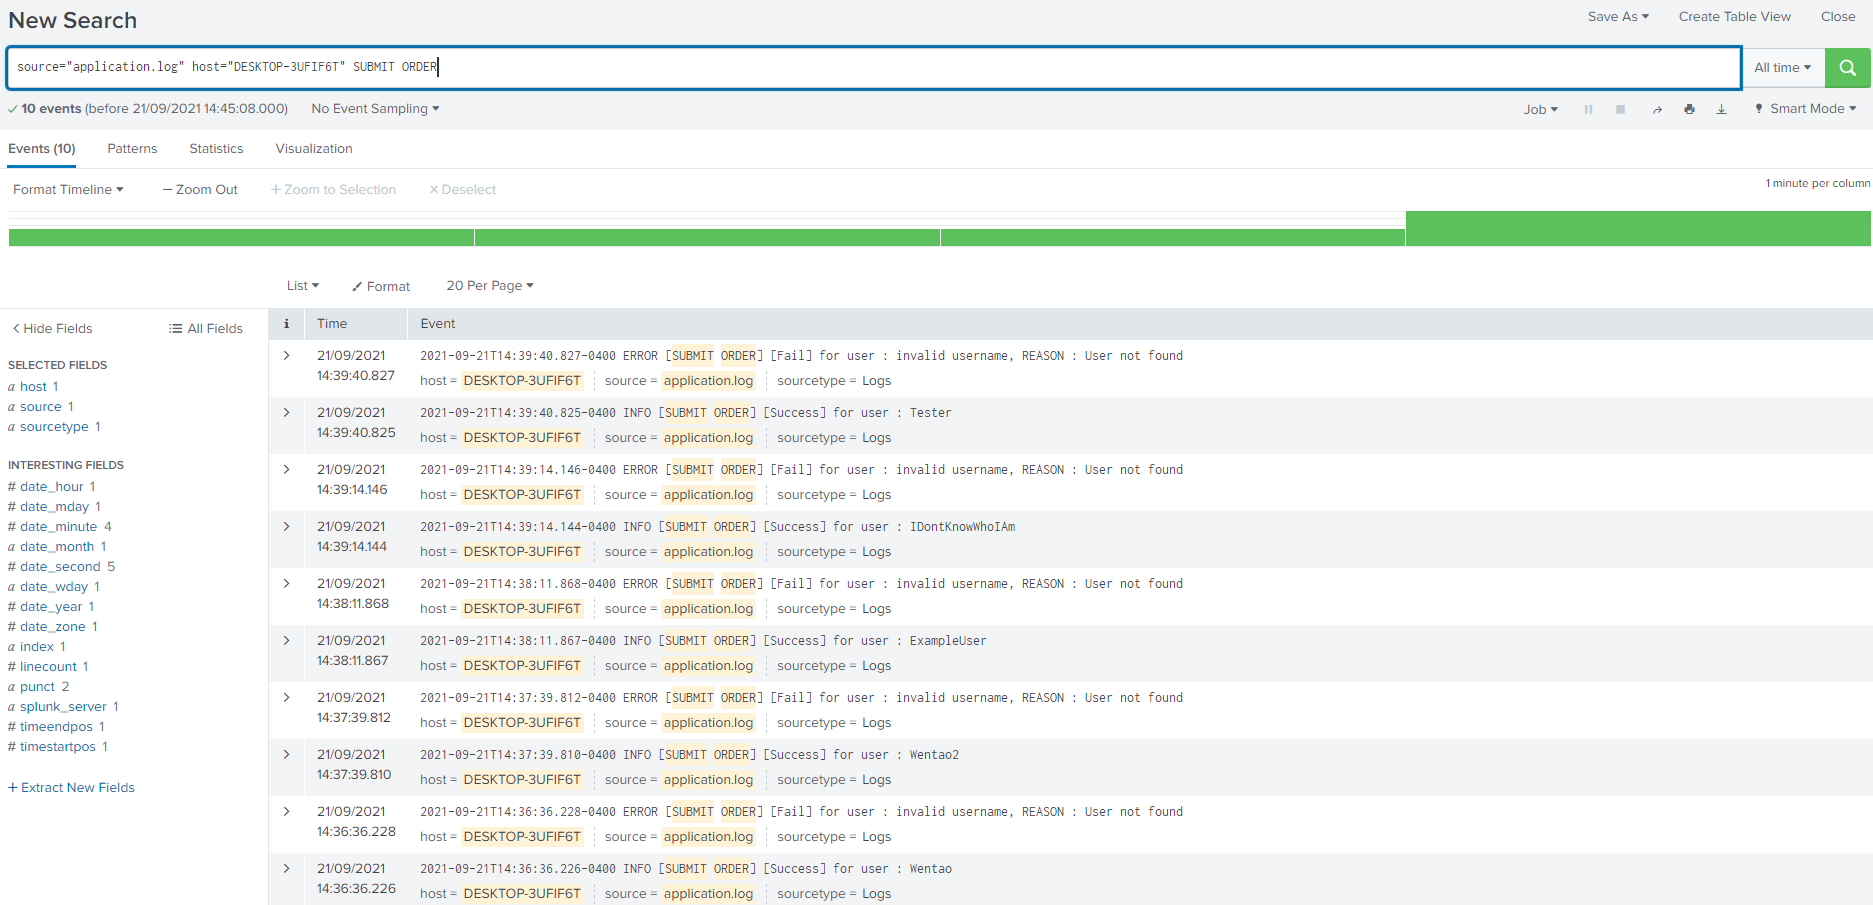 New Search
Save As
Create Table View
Close
source="application.log" host="DESKTOP-3UFIF6T" SUBMIT ORDER
All time
10 events (before 21/09/2021 14:45:08.000)
No Event Sampling
Job
Smart Mode
Events (10)
Patterns
Statistics
Visualization
Format Timeline
Zoom Out
Zoom to Selection
Deselect
1 minute per column
List
Format
20 Per Page
Hide Fields
All Fields
SELECTED FIELDS
a host 1
a source 1
a sourcetype 1
INTERESTING FIELDS
# date_hour 1
# date_mday 1
# date_minute 4
a date_month 1
# date_second 5
a date_wday 1
# date_year 1
# date_zone 1
a index 1
# linecount 1
a punct 2
a splunk_server 1
# timeendpos 1
# timestartpos 1
+ Extract New Fields
i Time Event
21/09/2021
14:39:40.827
2021-09-21T14:39:40.827-0400 ERROR [SUBMIT ORDER] [Fail] for user : invalid username, REASON : User not found
host = DESKTOP-3UFIF6T source = application.log sourcetype = Logs
21/09/2021
14:39:40.825
2021-09-21T14:39:40.825-0400 INFO [SUBMIT ORDER] [Success] for user : Tester
host = DESKTOP-3UFIF6T source = application.log sourcetype = Logs
21/09/2021
14:39:14.146
2021-09-21T14:39:14.146-0400 ERROR [SUBMIT ORDER] [Fail] for user : invalid username, REASON : User not found
host = DESKTOP-3UFIF6T source = application.log sourcetype = Logs
21/09/2021
14:39:14.144
2021-09-21T14:39:14.144-0400 INFO [SUBMIT ORDER] [Success] for user : IDontKnowWhoIAm
host = DESKTOP-3UFIF6T source = application.log sourcetype = Logs
21/09/2021
14:38:11.868
2021-09-21T14:38:11.868-0400 ERROR [SUBMIT ORDER] [Fail] for user : invalid username, REASON : User not found
host = DESKTOP-3UFIF6T source = application.log sourcetype = Logs
21/09/2021
14:38:11.867
2021-09-21T14:38:11.867-0400 INFO [SUBMIT ORDER] [Success] for user : ExampleUser
host = DESKTOP-3UFIF6T source = application.log sourcetype = Logs
21/09/2021
14:37:39.812
2021-09-21T14:37:39.812-0400 ERROR [SUBMIT ORDER] [Fail] for user : invalid username, REASON : User not found
host = DESKTOP-3UFIF6T source = application.log sourcetype = Logs
21/09/2021
14:37:39.810
2021-09-21T14:37:39.810-0400 INFO [SUBMIT ORDER] [Success] for user : Wentao2
host = DESKTOP-3UFIF6T source = application.log sourcetype = Logs
21/09/2021
14:36:36.228
2021-09-21T14:36:36.228-0400 ERROR [SUBMIT ORDER] [Fail] for user : invalid username, REASON : User not found
host = DESKTOP-3UFIF6T source = application.log sourcetype = Logs
21/09/2021
14:36:36.226
2021-09-21T14:36:36.226-0400 INFO [SUBMIT ORDER] [Success] for user : Wentao
host = DESKTOP-3UFIF6T source = application.log sourcetype = Logs